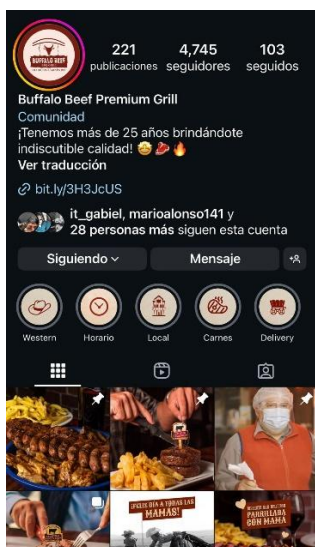 BUFFALO BEEF
221
4,745
103
publicaciones
seguidores
seguidos
Buffalo Beef Premium Grill
Comunidad
¡Tenemos más de 25 años brindándote
indiscutible calidad! 🤩🥩🔥
Ver traducción
bit.ly/3H3JcUS
it_gabiel, marioalonso141 y
28 personas más siguen esta cuenta
Siguiendo
Mensaje
Western
Horario
Local
Carnes
Delivery
¡FELIZ DÍA A TODAS LAS
MAMÁS!
PARRILLADA
CON MAMÁ